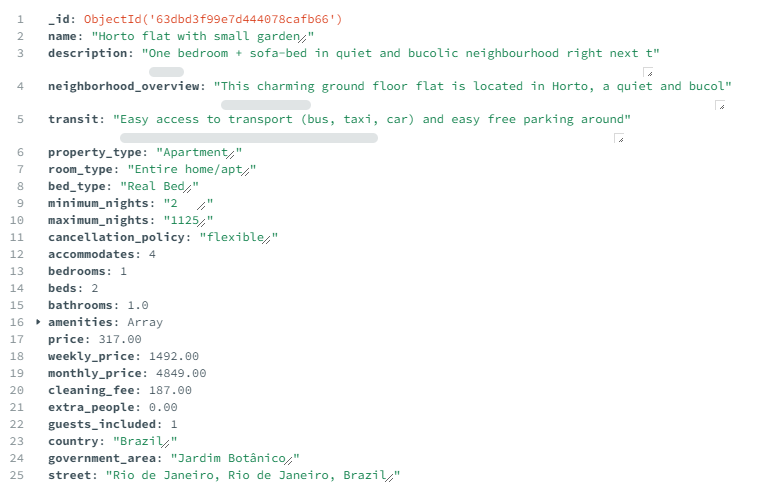 1 _id: ObjectId('63dbd3f99e7d444078cafb66')
2 name: "Horto flat with small garden"
3 description: "One bedroom + sofa-bed in quiet and bucolic neighbourhood right next t"
4 neighborhood_overview: "This charming ground floor flat is located in Horto, a quiet and bucol"
5 transit: "Easy access to transport (bus, taxi, car) and easy free parking around"
6 property_type: "Apartment"
7 room_type: "Entire home/apt"
8 bed_type: "Real Bed"
9 minimum_nights: "2"
10 maximum_nights: "1125"
11 cancellation_policy: "flexible"
12 accommodates: 4
13 bedrooms: 1
14 beds: 2
15 bathrooms: 1.0
16 amenities: Array
17 price: 317.00
18 weekly_price: 1492.00
19 monthly_price: 4849.00
20 cleaning_fee: 187.00
21 extra_people: 0.00
22 guests_included: 1
23 country: "Brazil"
24 government_area: "Jardim Botânico"
25 street: "Rio de Janeiro, Rio de Janeiro, Brazil"